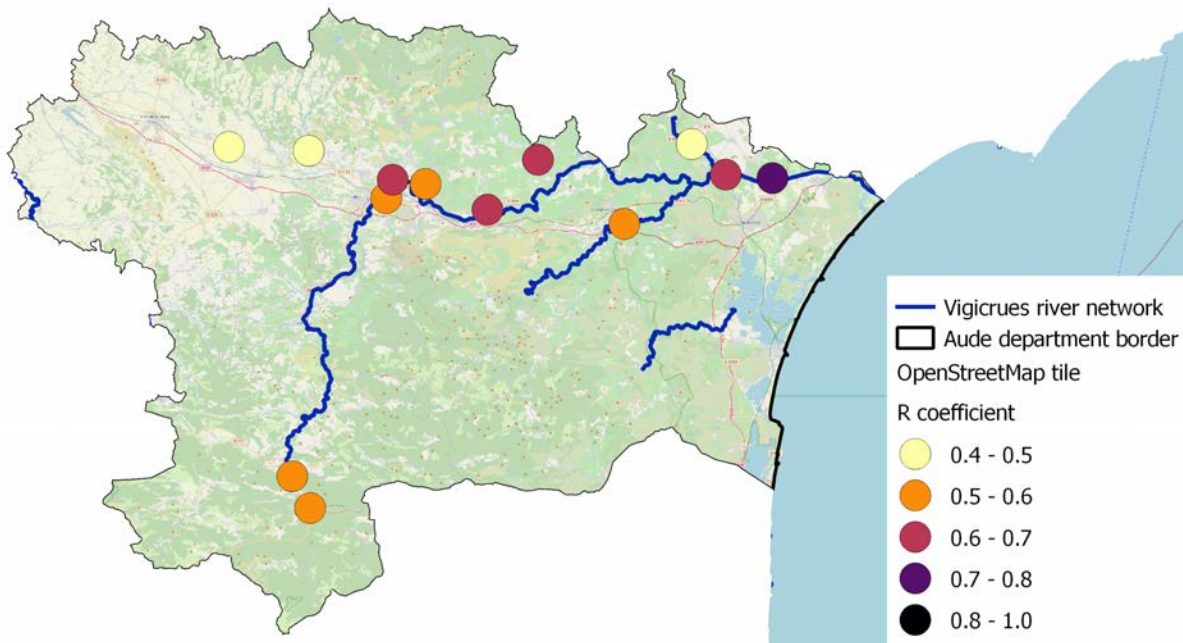 Vigicrues river network
Aude department border
OpenStreetMap tile
R coefficient
0.4 - 0.5
0.5 - 0.6
0.6 - 0.7
0.7 - 0.8
0.8 - 1.0